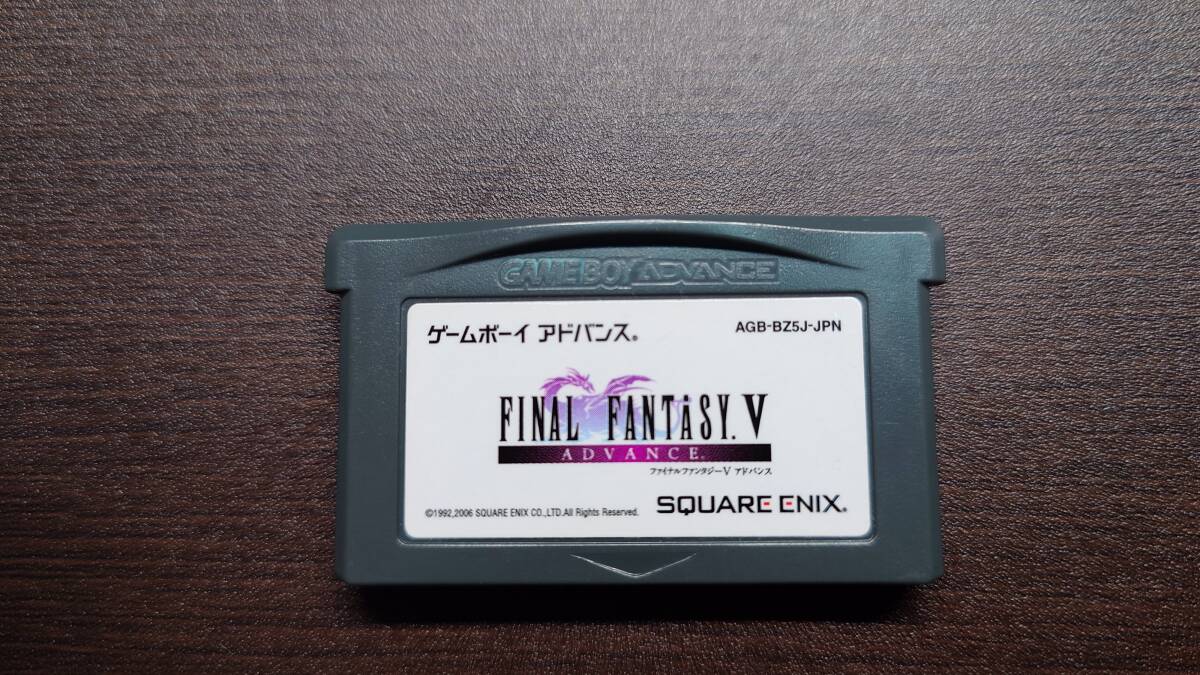 GAME BOY ADVANCE
ゲームボーイ アドバンス®
AGB-BZ5J-JPN
FINAL FANTASY. V
ADVANCE®
ファイナルファンタジーV アドバンス
©1992,2006 SQUARE ENIX CO.,LTD.All Rights Reserved.
SQUARE ENIX®